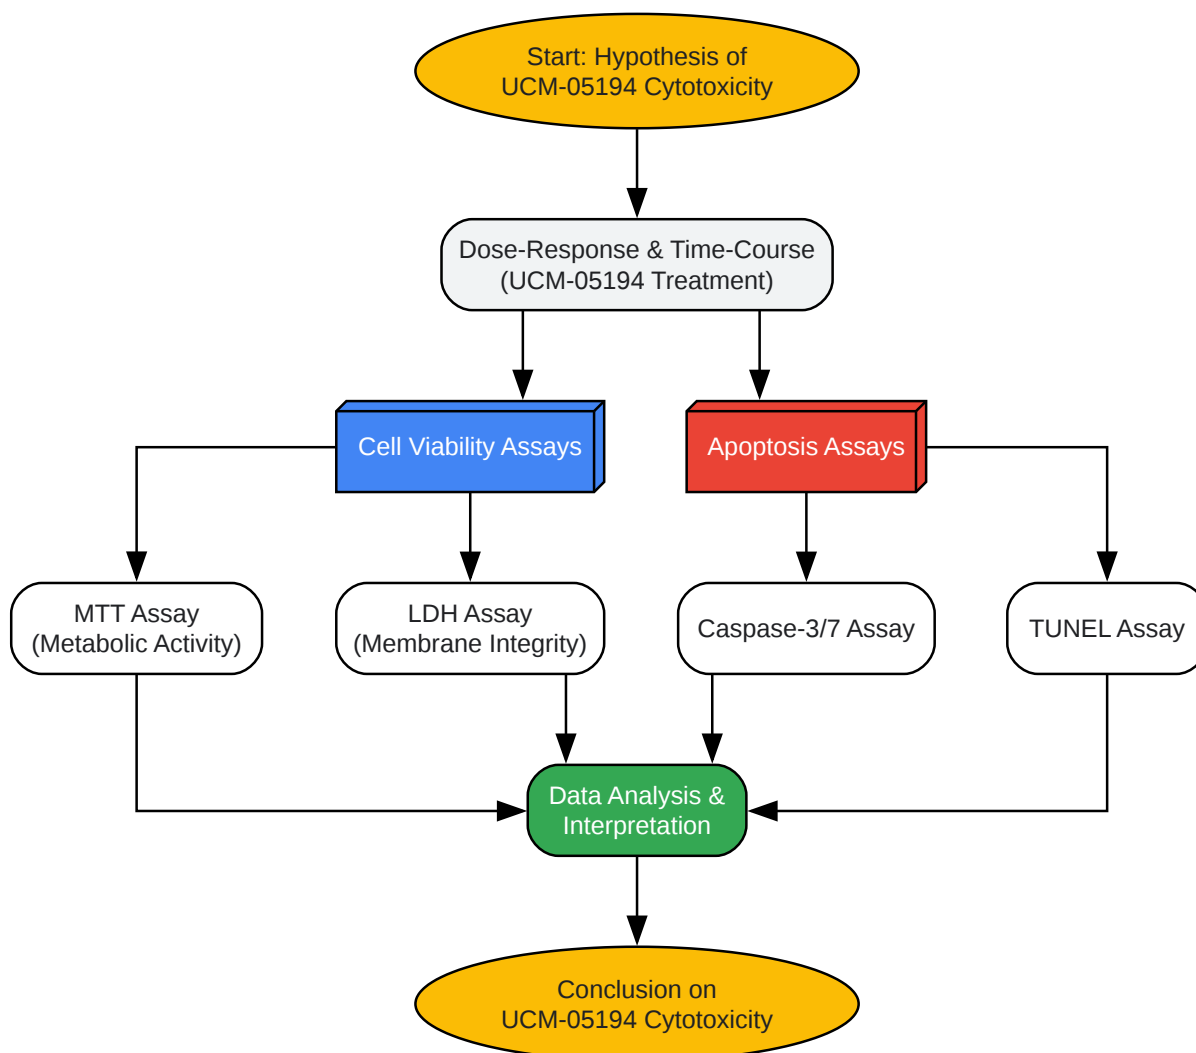 Start: Hypothesis of
UCM-05194 Cytotoxicity
Dose-Response & Time-Course
(UCM-05194 Treatment)
Cell Viability Assays
Apoptosis Assays
MTT Assay
(Metabolic Activity)
LDH Assay
(Membrane Integrity)
Caspase-3/7 Assay
TUNEL Assay
Data Analysis &
Interpretation
Conclusion on
UCM-05194 Cytotoxicity